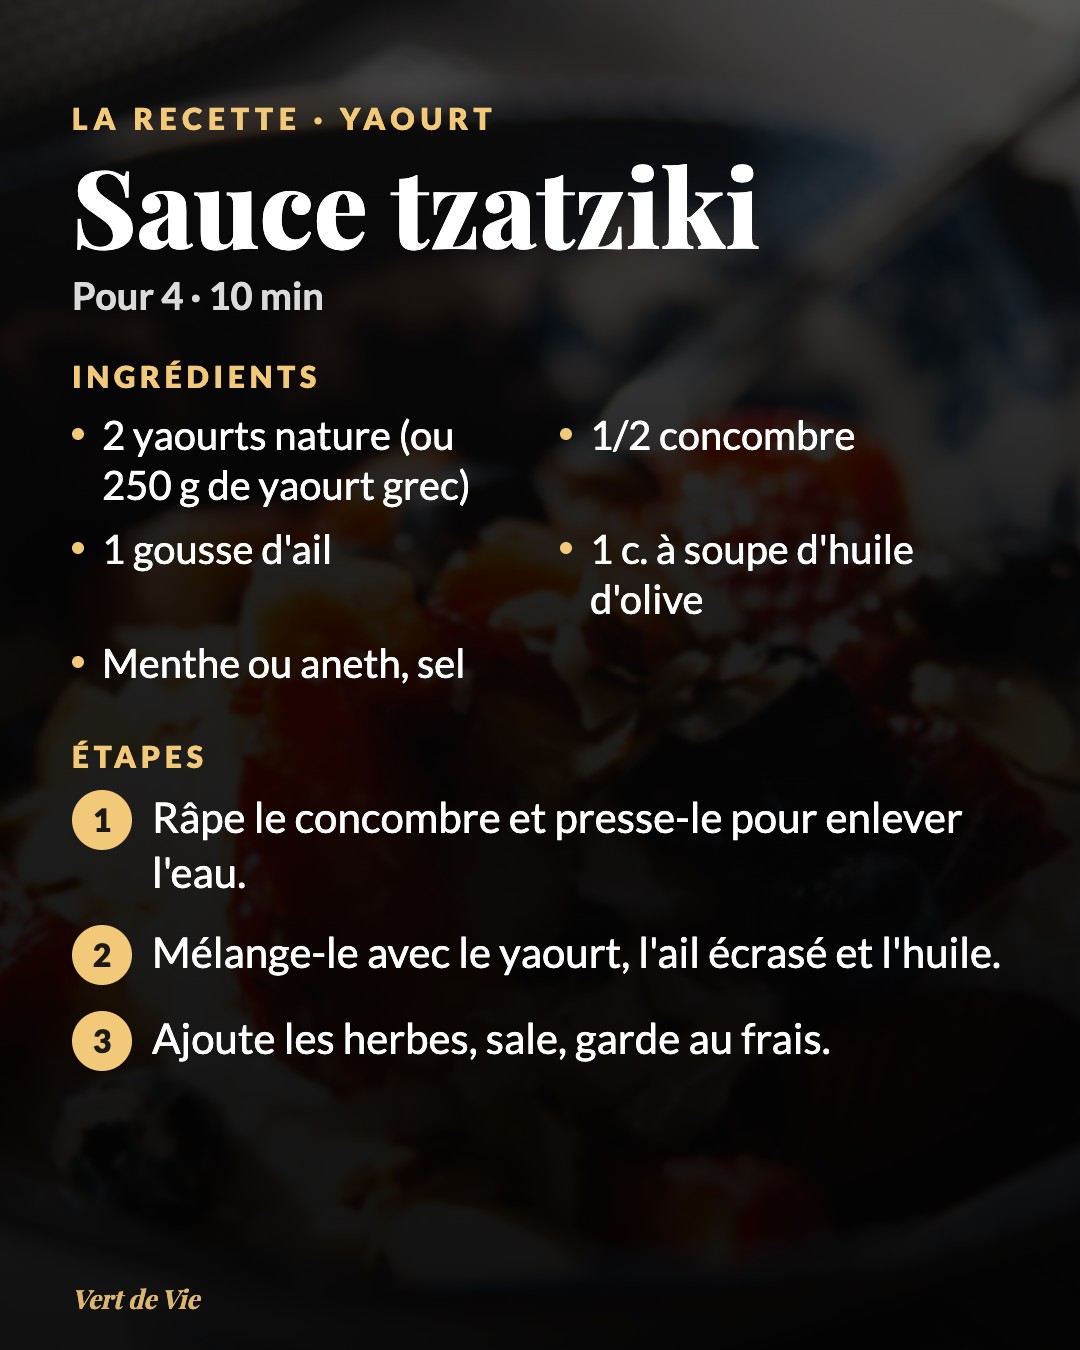 LA RECETTE · YAOURT
Sauce tzatziki
Pour 4 · 10 min
INGRÉDIENTS
• 2 yaourts nature (ou
250 g de yaourt grec)
• 1/2 concombre
• 1 gousse d'ail
• 1 c. à soupe d'huile
d'olive
• Menthe ou aneth, sel
ÉTAPES
1 Râpe le concombre et presse-le pour enlever
l'eau.
2 Mélange-le avec le yaourt, l'ail écrasé et l'huile.
3 Ajoute les herbes, sale, garde au frais.
Vert de Vie